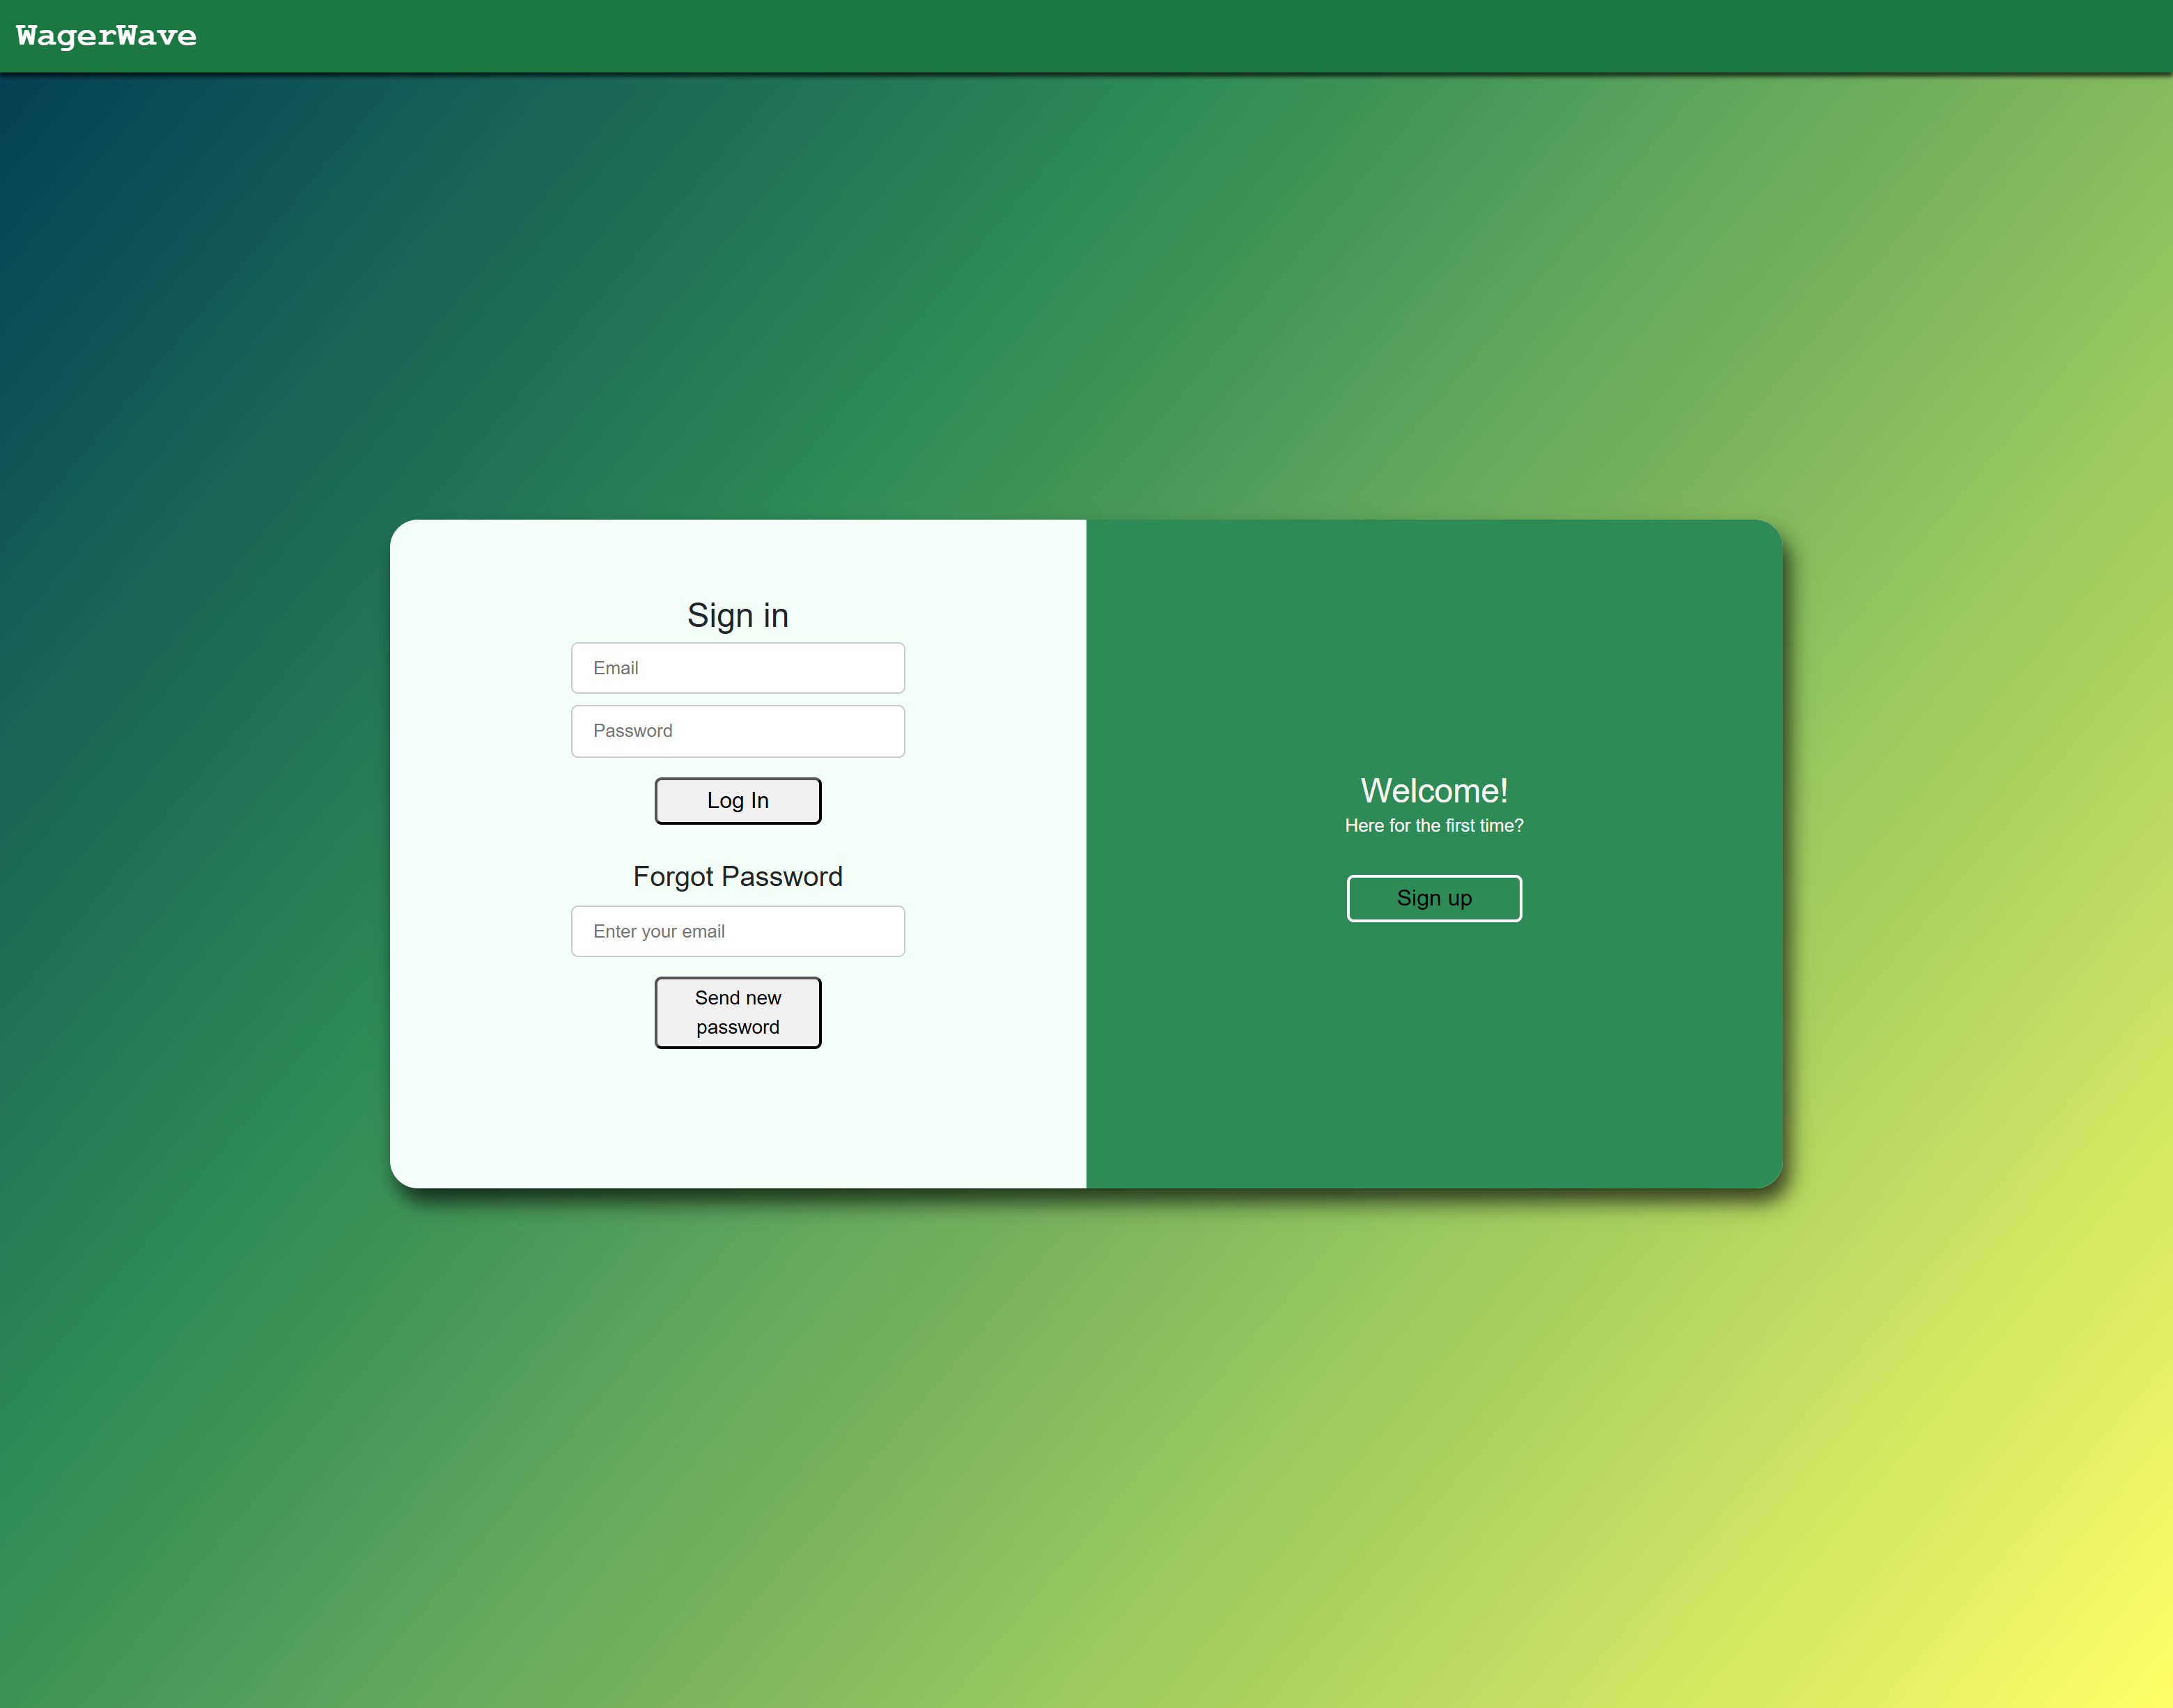 WagerWave
Sign in
Email
Password
Log In
Forgot Password
Enter your email
Send new
password
Welcome!
Here for the first time?
Sign up